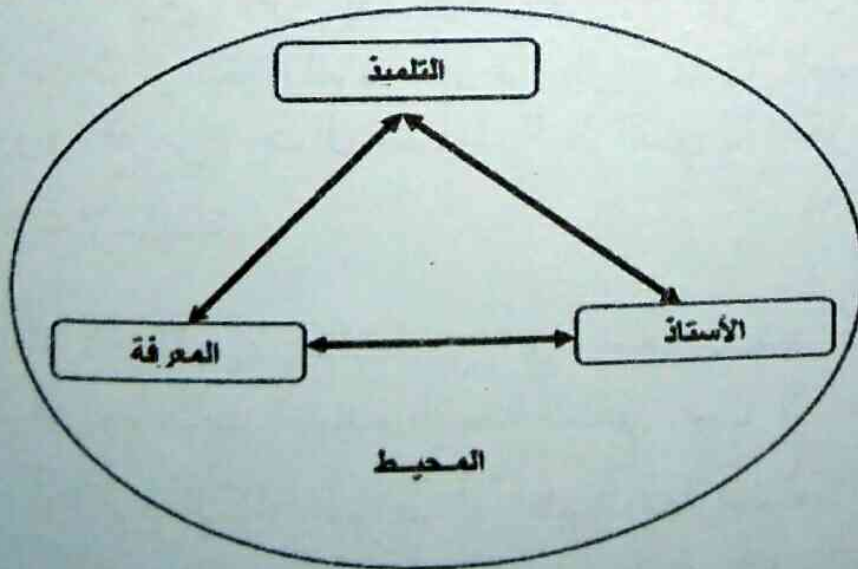 التلميذ
الأستاذ
المعرفة
المحيط